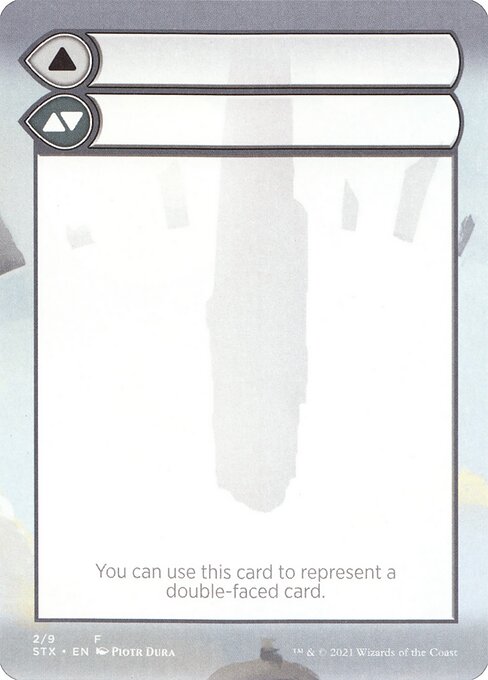 You can use this card to represent a
double-faced card.
2/9 F
STX • EN Piotr Dura
™ & © 2021 Wizards of the Coast